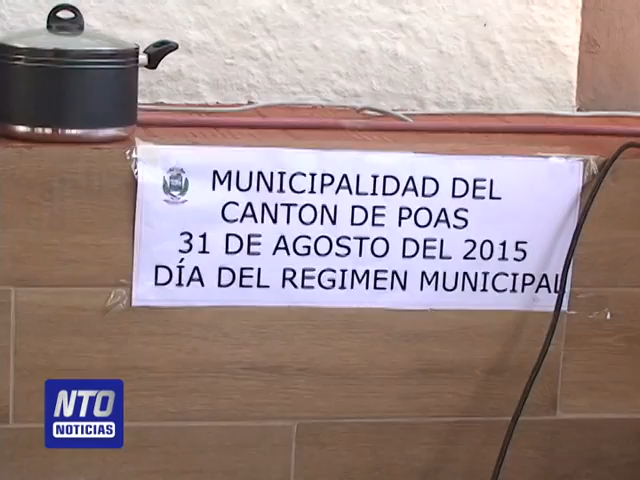 MUNICIPALIDAD DEL
CANTON DE POAS
31 DE AGOSTO DEL 2015
DÍA DEL REGIMEN MUNICIPAL
NTO
NOTICIAS